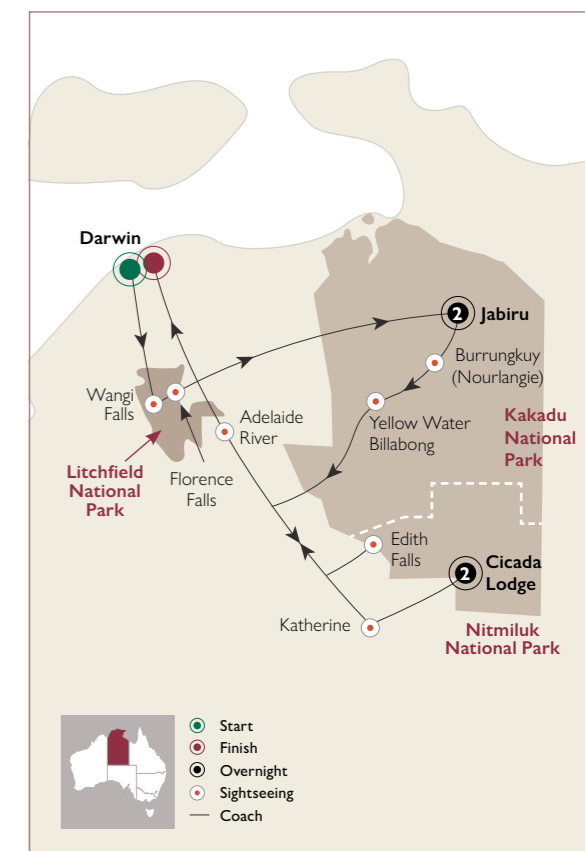 Darwin
2
Jabiru
Burrungkuy
(Nourlangie)
Wangi
Falls
Adelaide
River
Yellow Water
Billabong
Kakadu
National
Park
Litchfield
National
Park
Florence
Falls
Edith
Falls
2
Cicada
Lodge
Katherine
Nitmiluk
National Park
Start
Finish
Overnight
Sightseeing
Coach